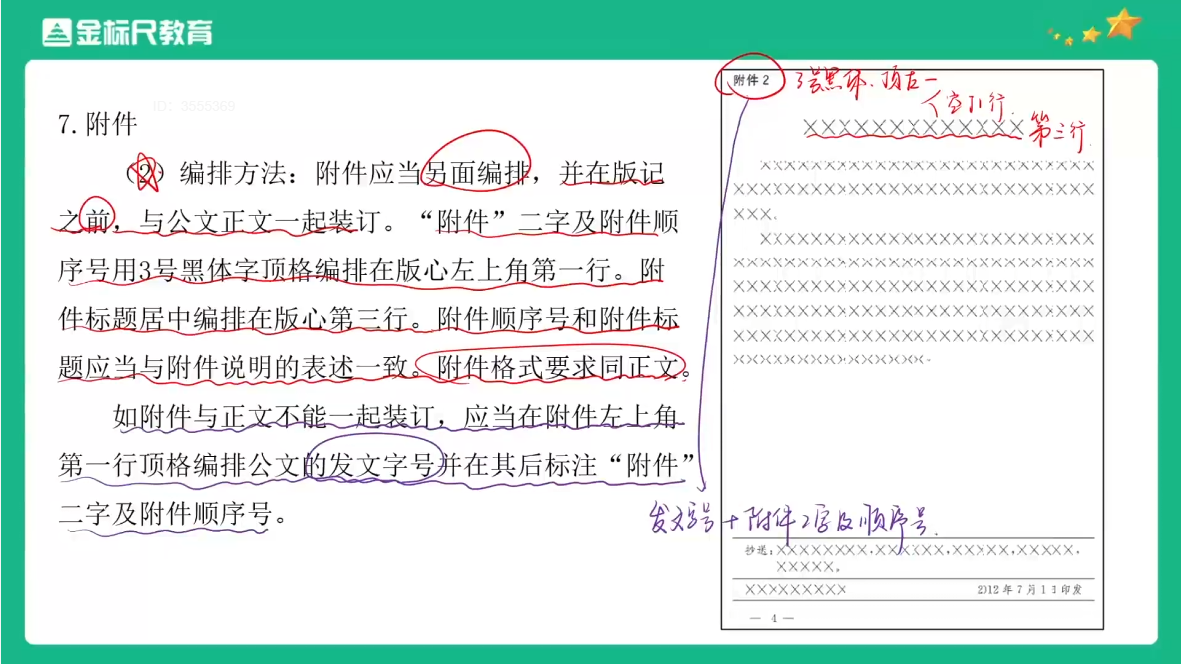 金标尺教育
ID: 3555369
7.附件
（2）编排方法：附件应当另面编排，并在版记
之前，与公文正文一起装订。“附件”二字及附件顺
序号用3号黑体字顶格编排在版心左上角第一行。附
件标题居中编排在版心第三行。附件顺序号和附件标
题应当与附件说明的表述一致。附件格式要求同正文。
如附件与正文不能一起装订，应当在附件左上角
第一行顶格编排公文的发文字号并在其后标注“附件”
二字及附件顺序号。
附件2
3号黑体、顶左一
空1行
XXXXXXXXXXXXX
第三行
XXXXXXXXXXXXXXXXXXXXXXXXXXXX
XXXXXXXXXXXXXXXXXXXXXXXXXXXXXX
XXX。
XXXXXXXXXXXXXXXXXXXXXXXXXXXX
XXXXXXXXXXXXXXXXXXXXXXXXXXXXXX
XXXXXXXXXXXXXXXXXXXXXXXXXXXXXX
XXXXXXXXXXXXXXXXXXXXXXXXXXXXXX
XXXXXXXXXXXXXXXXXXXXXXXXXXXXXX
XXXXXXXXXXXXXXXX。
发文字号+附件2字及顺序号.
抄送：XXXXXXXX，XXXXXX，XXXXX，XXXXX，
XXXXX。
XXXXXXXXX 2012年7月1日印发
— 4 —